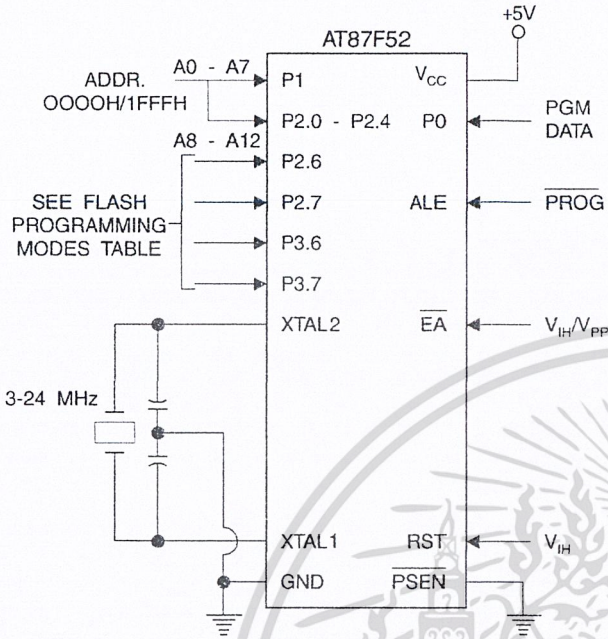 +5V
AT87F52
A0 - A7
ADDR.
OOOOH/1FFFH
P1
VCC
P2.0 - P2.4
P0
PGM
DATA
A8 - A12
P2.6
SEE FLASH
PROGRAMMING
MODES TABLE
P2.7
ALE
PROG
P3.6
P3.7
XTAL2
EA
VIH/VPP
3-24 MHz
XTAL1
RST
VIH
GND
PSEN